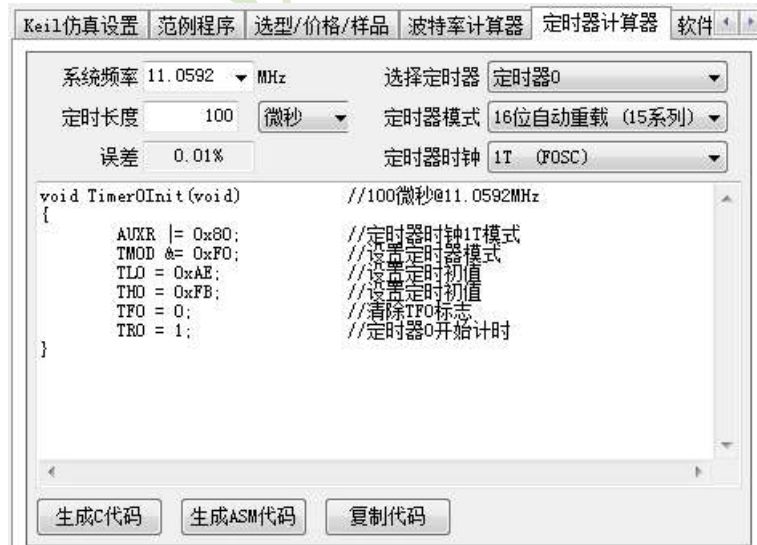 Keil仿真设置 范例程序 选型/价格/样品 波特率计算器 定时器计算器 软件
系统频率 11.0592 MHz 选择定时器 定时器0
定时长度 100 微秒 定时器模式 16位自动重载 (15系列)
误差 0.01% 定时器时钟 1T (FOSC)
void Timer0Init(void) //100微秒@11.0592MHz
{
AUXR |= 0x80; //定时器时钟1T模式
TMOD &= 0xF0; //设置定时器模式
TL0 = 0xAE; //设置定时初值
TH0 = 0xFB; //设置定时初值
TF0 = 0; //清除TF0标志
TR0 = 1; //定时器0开始计时
}
生成C代码 生成ASM代码 复制代码